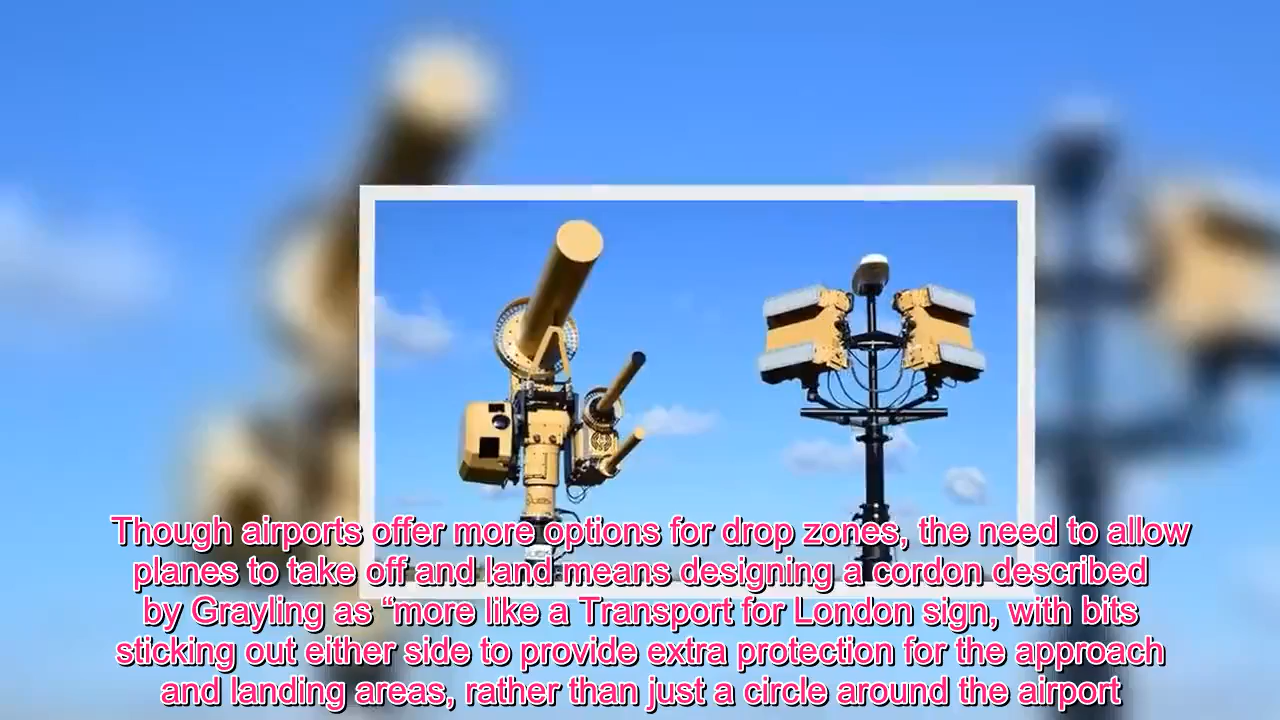 Though airports offer more options for drop zones, the need to allow
planes to take off and land means designing a cordon described
by Grayling as “more like a Transport for London sign, with bits
sticking out either side to provide extra protection for the approach
and landing areas, rather than just a circle around the airport